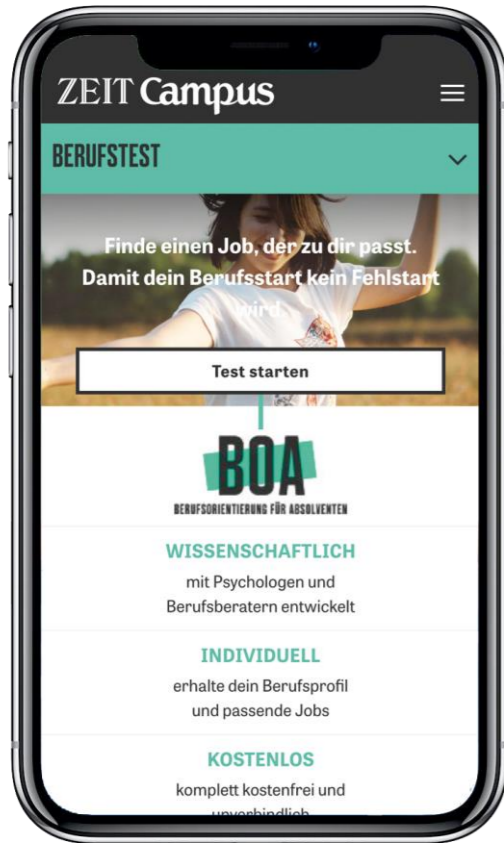 ZEIT Campus
BERUFSTEST
Finde einen Job, der zu dir passt.
Damit dein Berufsstart kein Fehlstart
wird.
Test starten
BOA
BERUFSORIENTIERUNG FÜR ABSOLVENTEN
WISSENSCHAFTLICH
mit Psychologen und
Berufsberatern entwickelt
INDIVIDUELL
erhalte dein Berufsprofil
und passende Jobs
KOSTENLOS
komplett kostenfrei und
unverbindlich